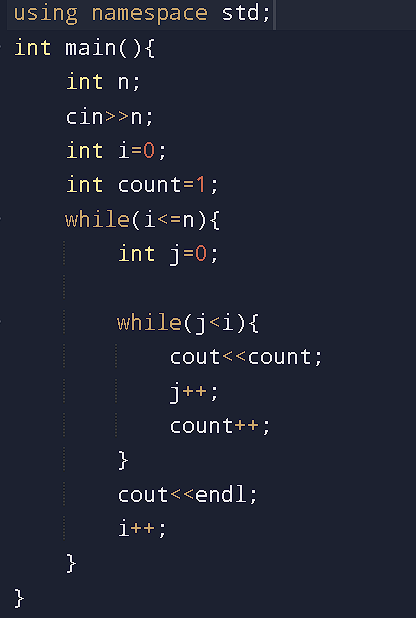 using namespace std;
int main(){
    int n;
    cin>>n;
    int i=0;
    int count=1;
    while(i<=n){
        int j=0;

        while(j<i){
            cout<<count;
            j++;
            count++;
        }
        cout<<endl;
        i++;
    }
}